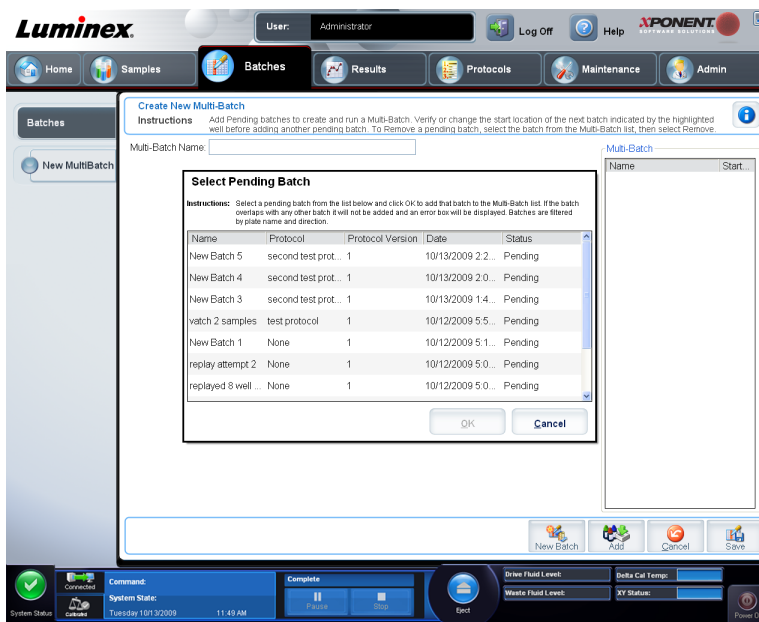 Luminex.
User: Administrator
Log Off
Help
XPONENT.
SOFTWARE SOLUTIONS
Home
Samples
Batches
Results
Protocols
Maintenance
Admin
Batches
New MultiBatch
Create New Multi-Batch
Instructions Add Pending batches to create and run a Multi-Batch. Verify or change the start location of the next batch indicated by the highlighted
well before adding another pending batch. To Remove a pending batch, select the batch from the Multi-Batch list, then select Remove.
Multi-Batch Name:
Multi-Batch
Name Start...
Select Pending Batch
Instructions: Select a pending batch from the list below and click OK to add that batch to the Multi-Batch list. If the batch
overlaps with any other batch it will not be added and an error box will be displayed. Batches are filtered
by plate name and direction.
Name Protocol Protocol Version Date Status
New Batch 5 second test prot... 1 10/13/2009 2:2... Pending
New Batch 4 second test prot... 1 10/13/2009 2:0... Pending
New Batch 3 second test prot... 1 10/13/2009 1:4... Pending
vatch 2 samples test protocol 1 10/12/2009 5:5... Pending
New Batch 1 None 1 10/12/2009 5:1... Pending
replay attempt 2 None 1 10/12/2009 5:0... Pending
replayed 8 well ... None 1 10/12/2009 5:0... Pending
OK
Cancel
New Batch
Add
Cancel
Save
System Status
Connected
Calibrated
Command:
System State:
Tuesday 10/13/2009 11:49 AM
Complete
Pause
Stop
Eject
Drive Fluid Level:
Waste Fluid Level:
Delta Cal Temp:
XY Status:
Power O